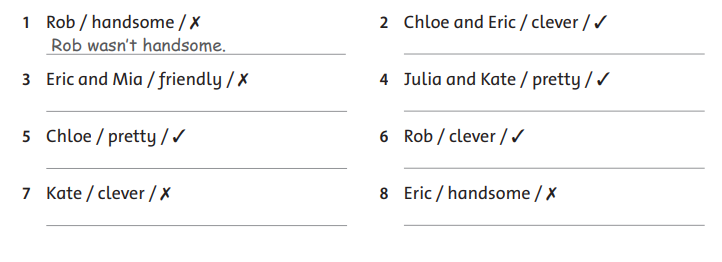 1 Rob / handsome / ✗
Rob wasn't handsome.
2 Chloe and Eric / clever / ✓
3 Eric and Mia / friendly / ✗
4 Julia and Kate / pretty / ✓
5 Chloe / pretty / ✓
6 Rob / clever / ✓
7 Kate / clever / ✗
8 Eric / handsome / ✗